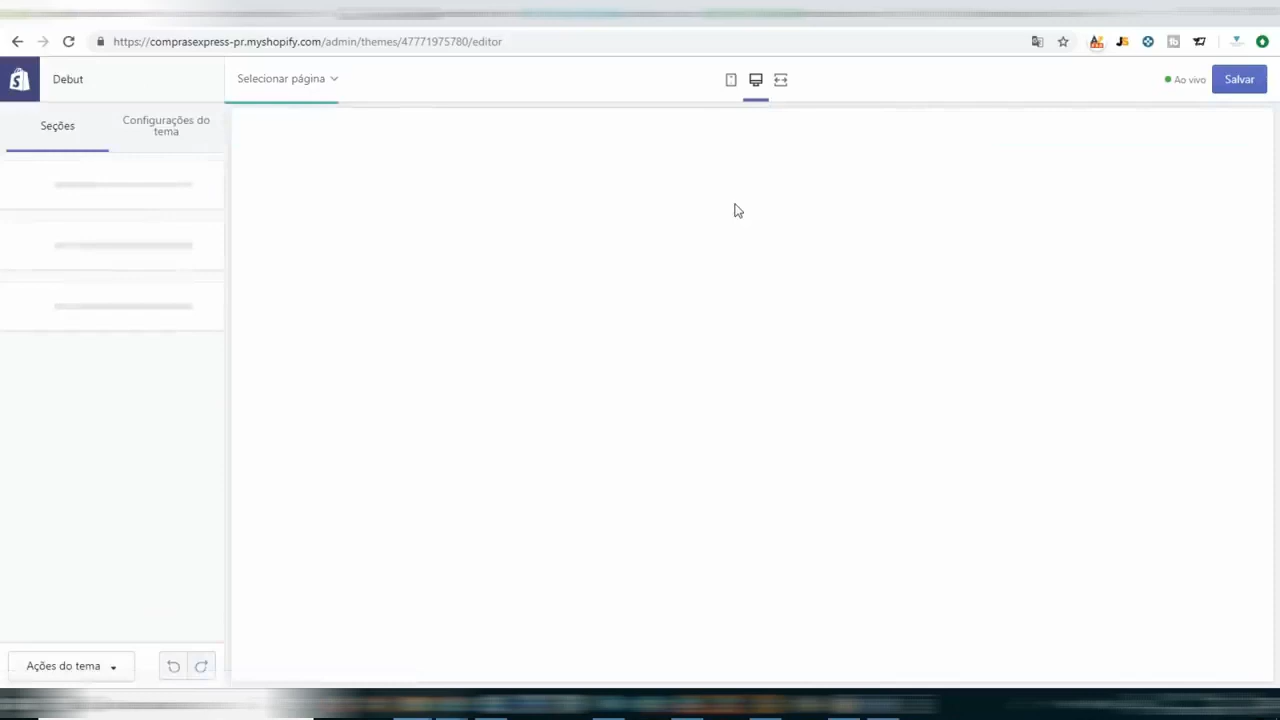 https://comprasexpress-pr.myshopify.com/admin/themes/47771975780/editor
Debut
Selecionar página
Ao vivo
Salvar
Seções
Configurações do
tema
Ações do tema